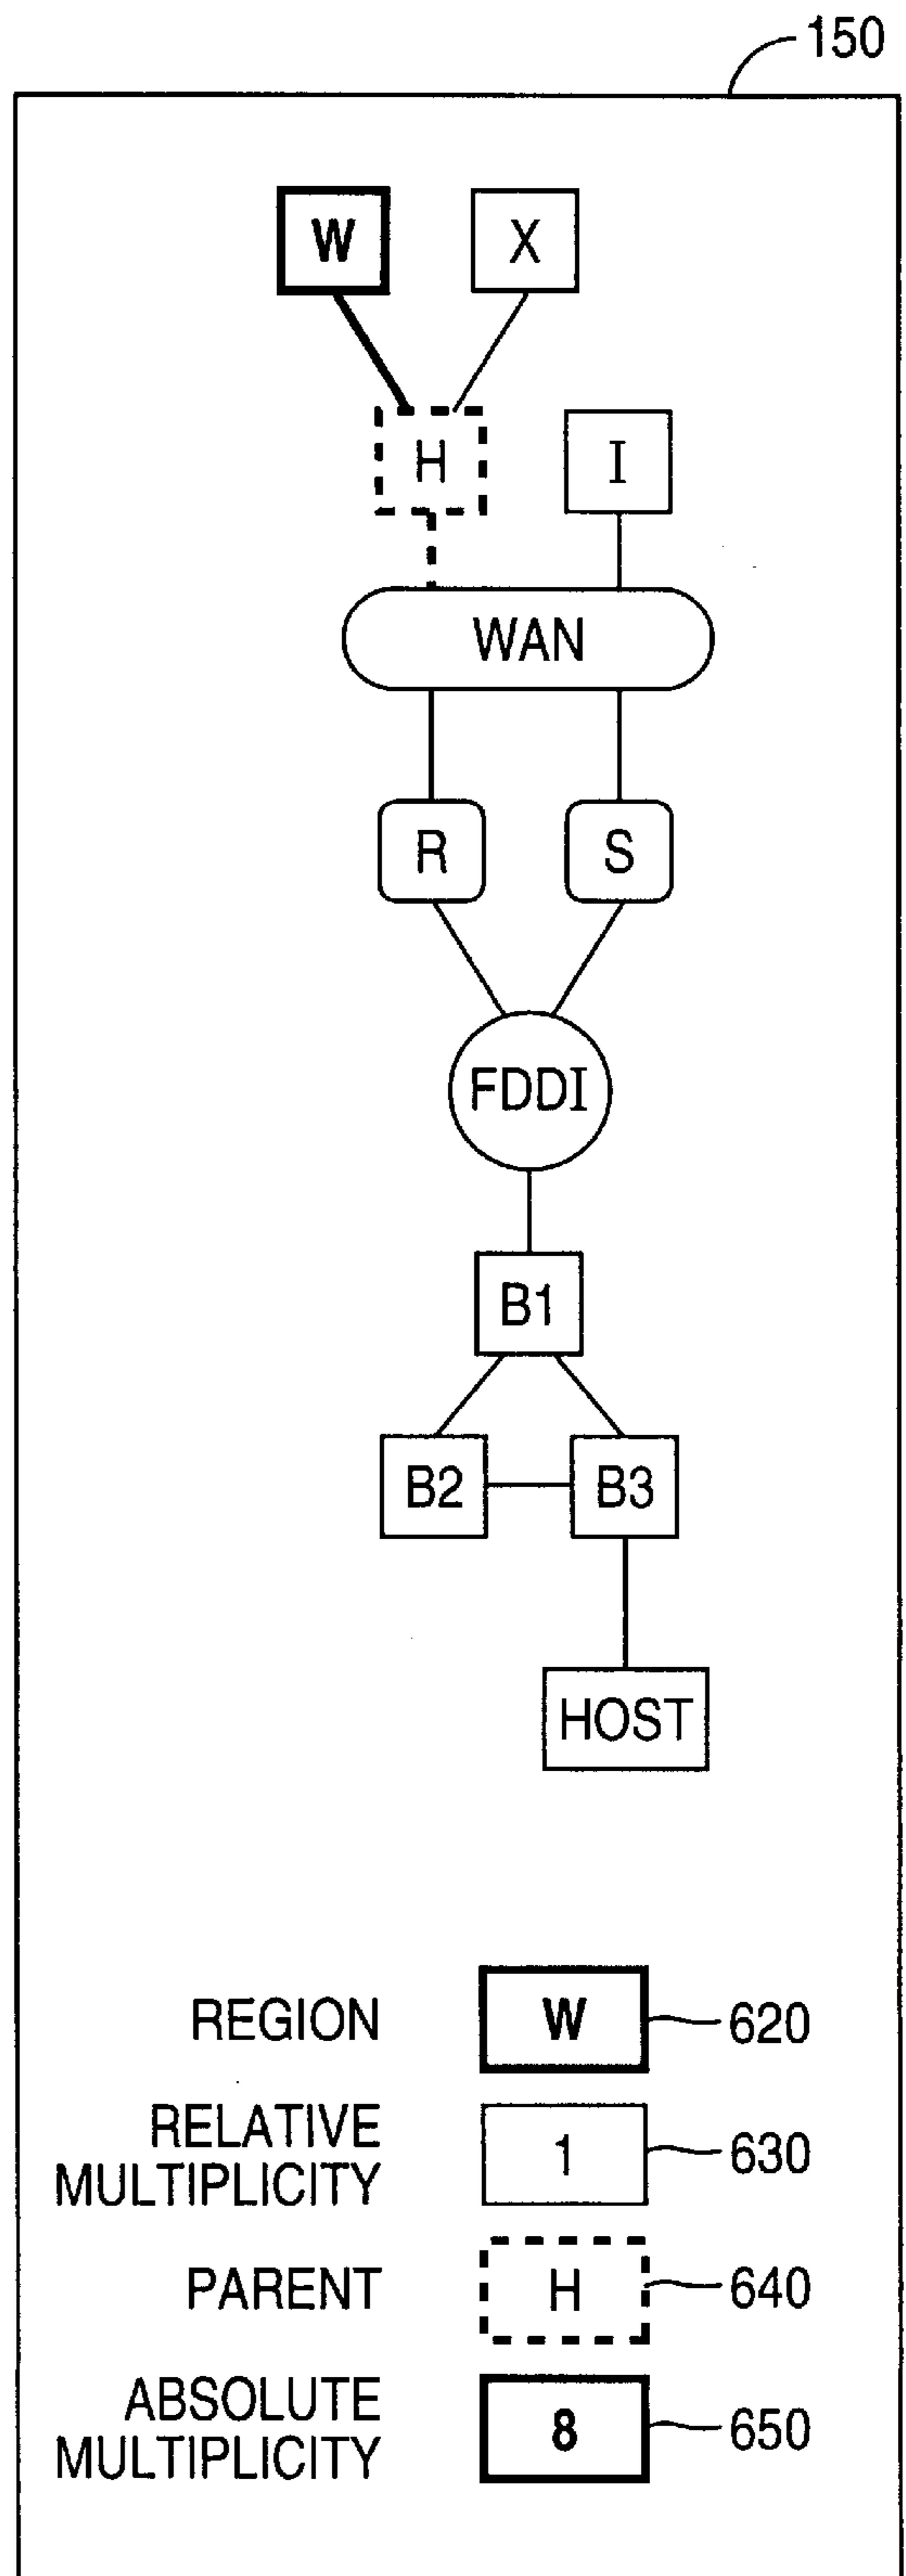 150
W X
H I
WAN
R S
FDDI
B1
B2 B3
HOST
REGION W 620
RELATIVE
MULTIPLICITY 1 630
PARENT H 640
ABSOLUTE
MULTIPLICITY 8 650